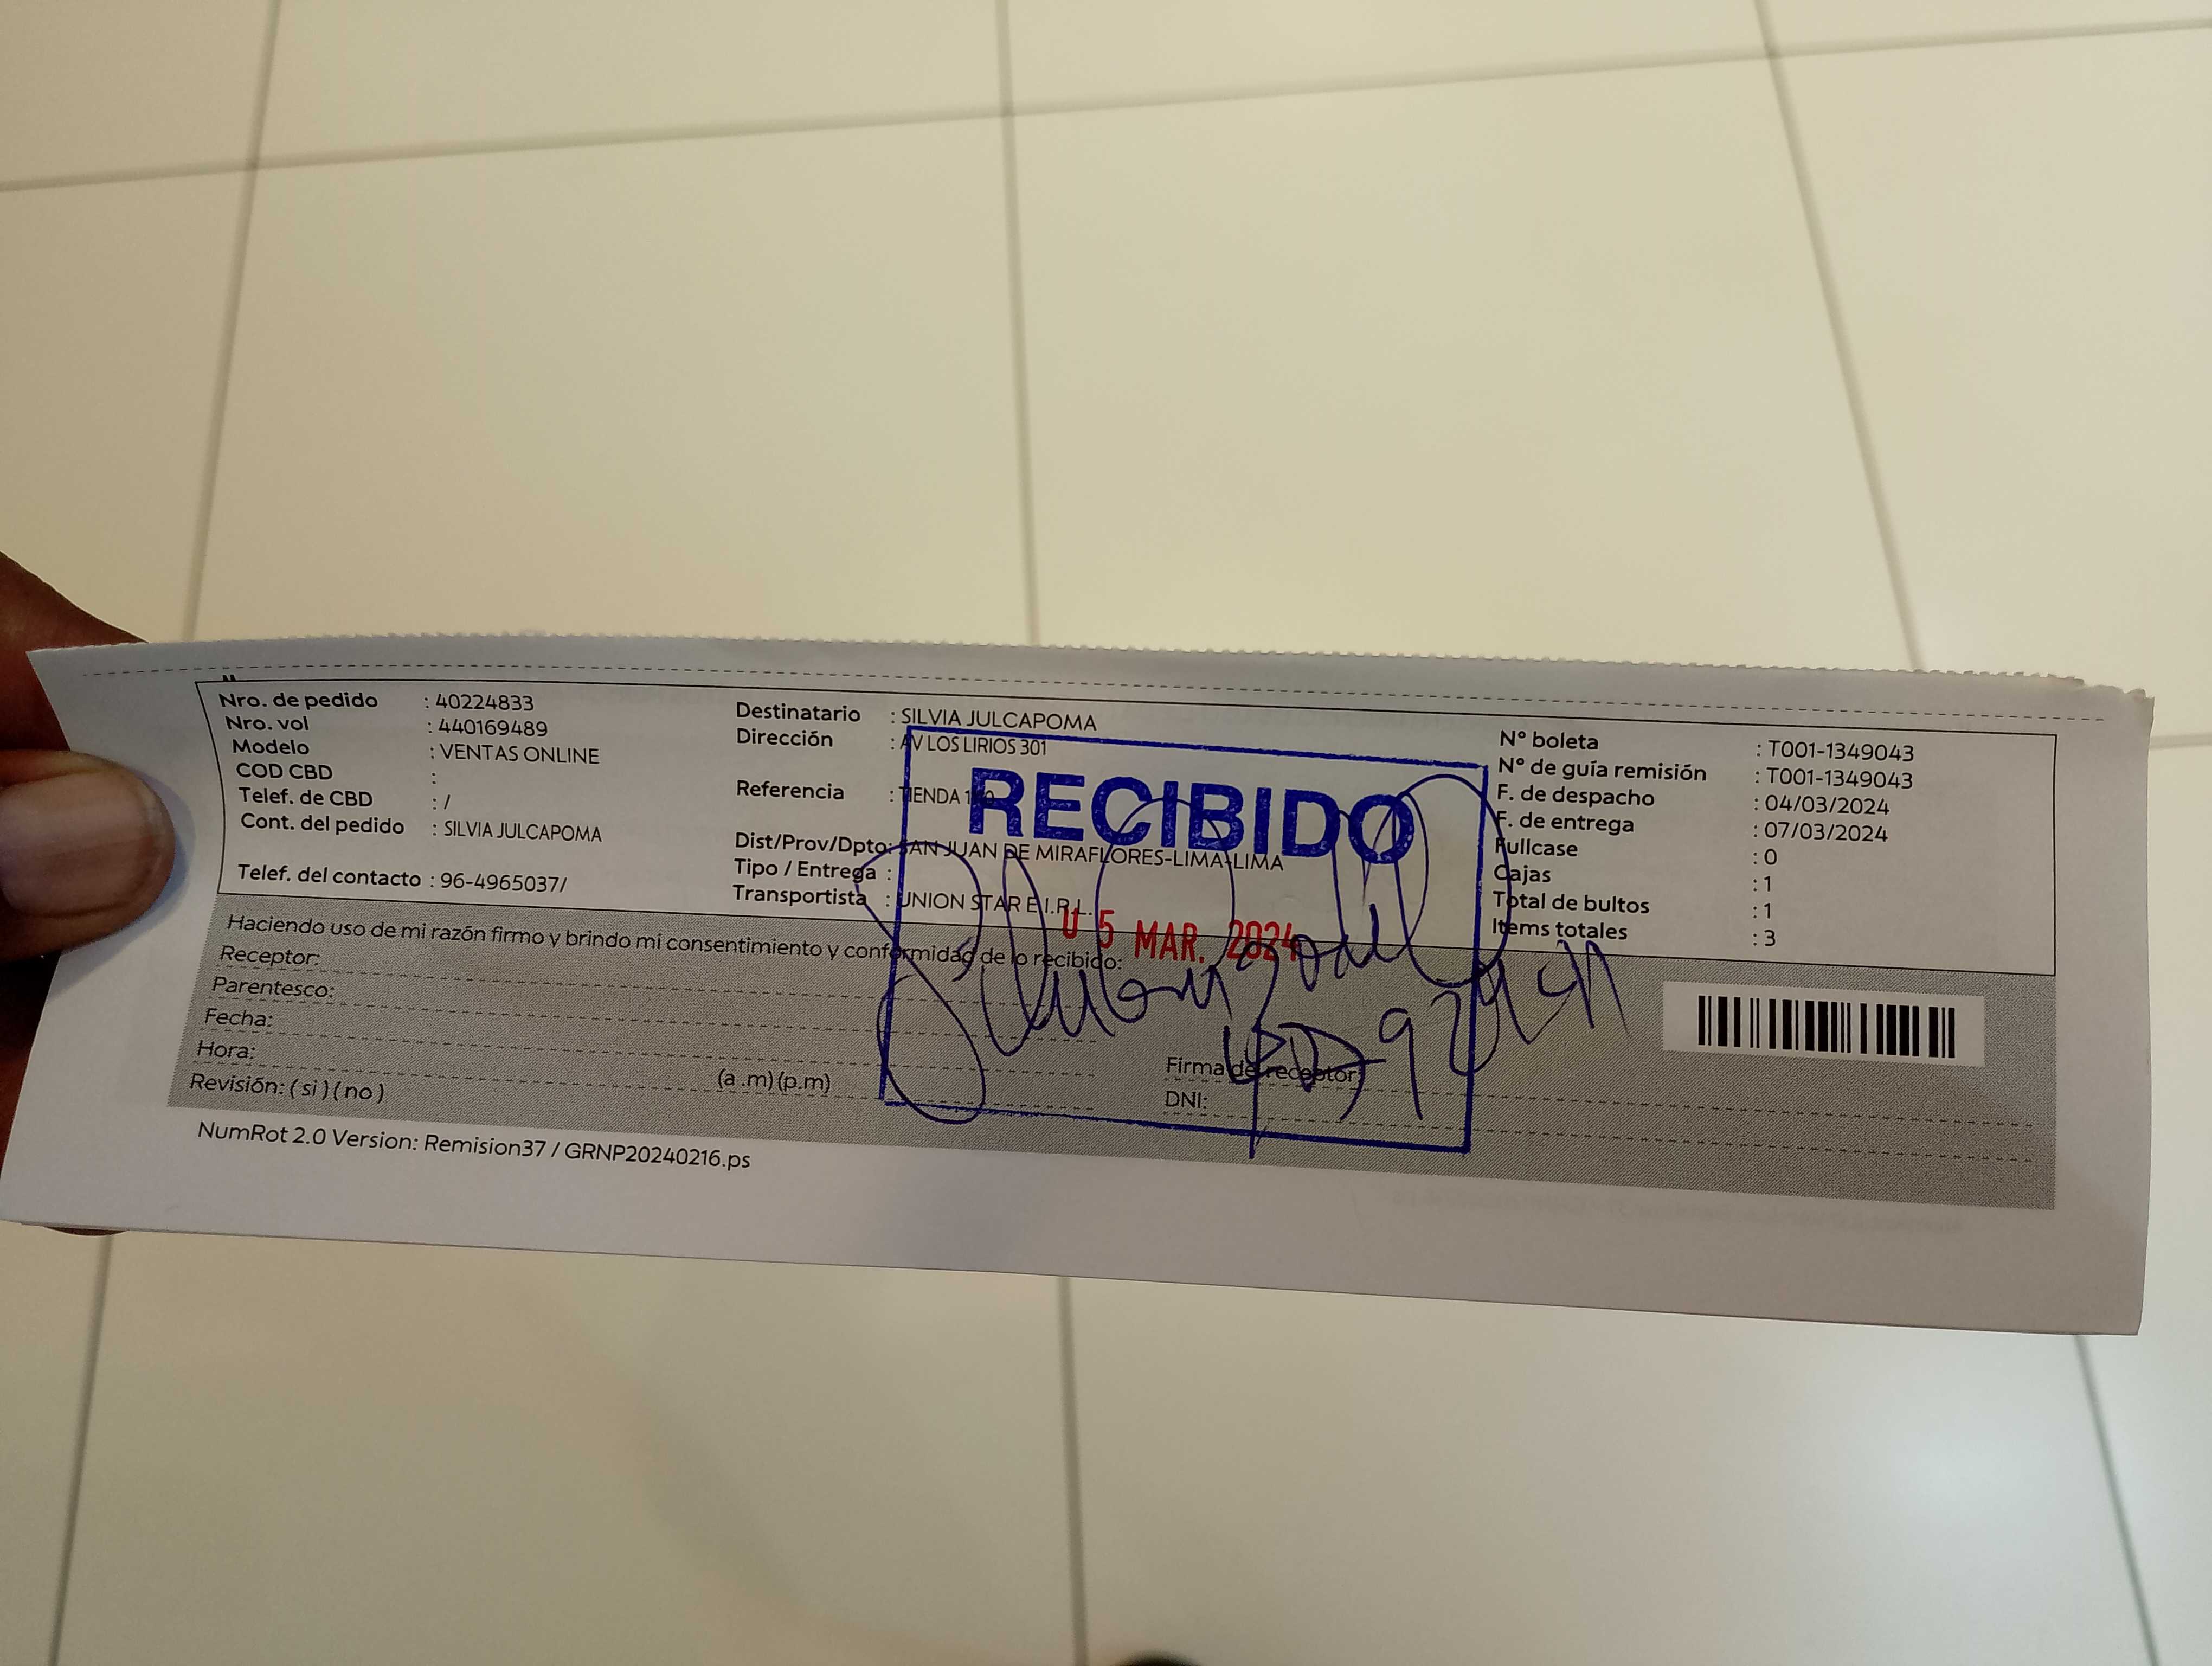 Nro. de pedido : 40224833
Nro. vol : 440169489
Modelo : VENTAS ONLINE
COD CBD :
Telef. de CBD : /
Cont. del pedido : SILVIA JULCAPOMA
Telef. del contacto : 96-4965037/
Destinatario : SILVIA JULCAPOMA
Dirección : AV LOS LIRIOS 301
Referencia : TIENDA
Dist/Prov/Dpto: SAN JUAN DE MIRAFLORES-LIMA-LIMA
Tipo / Entrega :
Transportista : UNION STAR E.I.R.L.
N° boleta : T001-1349043
N° de guía remisión : T001-1349043
F. de despacho : 04/03/2024
F. de entrega : 07/03/2024
Fullcase : 0
Cajas : 1
Total de bultos : 1
Items totales : 3
RECIBIDO
05 MAR. 2024
Haciendo uso de mi razón firmo y brindo mi consentimiento y conformidad de lo recibido:
Receptor:
Parentesco:
Fecha:
Hora: (a .m) (p.m)
Revisión: ( si ) ( no )
Firma de receptor:
DNI:
NumRot 2.0 Version: Remision37 / GRNP20240216.ps